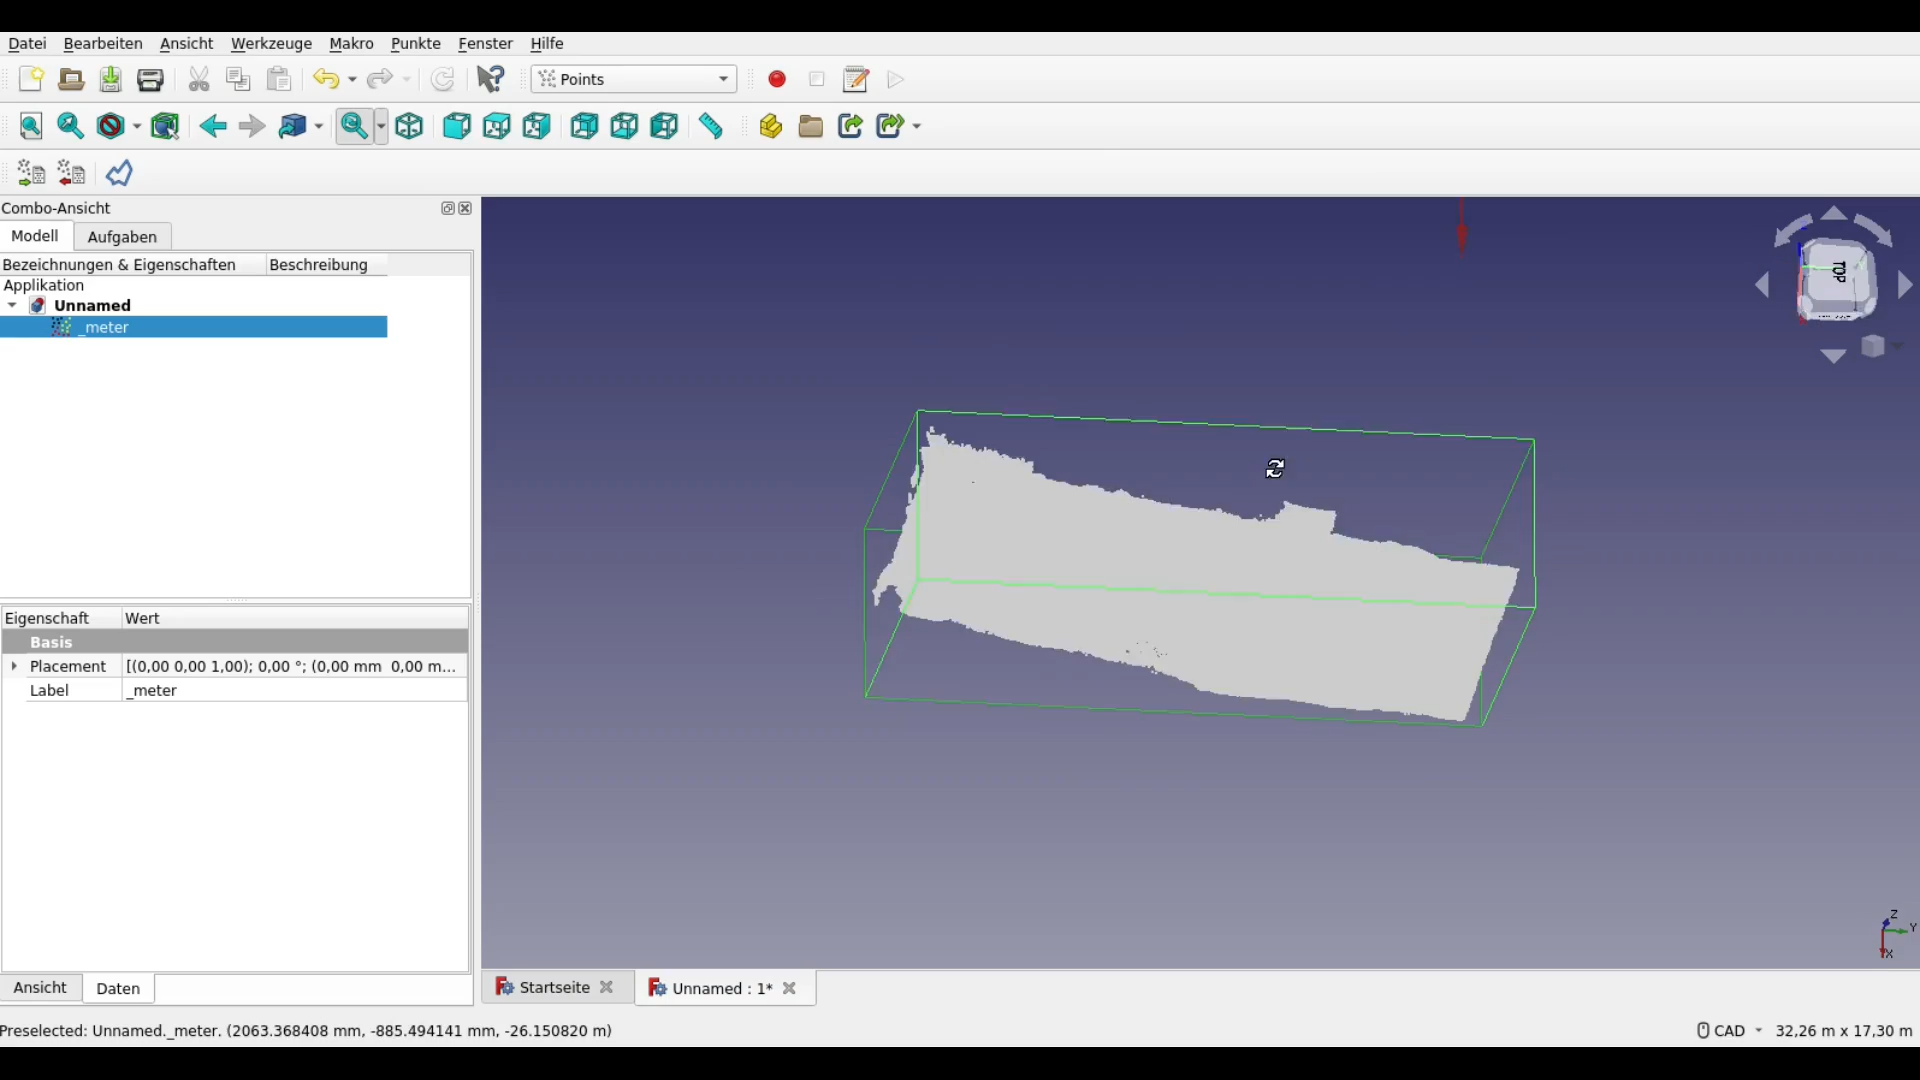 Datei Bearbeiten Ansicht Werkzeuge Makro Punkte Fenster Hilfe
Points
Combo-Ansicht
Modell Aufgaben
Bezeichnungen & Eigenschaften Beschreibung
Applikation
Unnamed
_meter
TOP
Eigenschaft Wert
Basis
Placement [(0,00 0,00 1,00); 0,00 °; (0,00 mm  0,00 m...
Label _meter
Z
Y
X
Ansicht Daten
Startseite Unnamed : 1*
Preselected: Unnamed._meter. (2063.368408 mm, -885.494141 mm, -26.150820 m)
CAD 32,26 m x 17,30 m